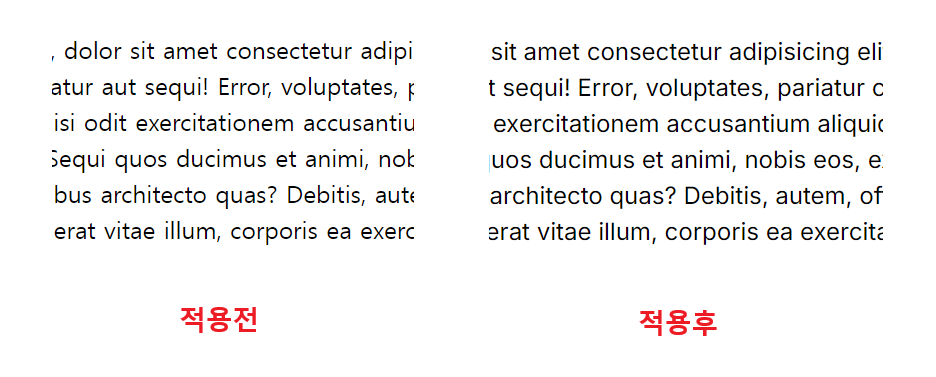 , dolor sit amet consectetur adipi
atur aut sequi! Error, voluptates, p
isi odit exercitationem accusantiu
Sequi quos ducimus et animi, nob
bus architecto quas? Debitis, aute
erat vitae illum, corporis ea exerc
적용전
sit amet consectetur adipisicing eli
t sequi! Error, voluptates, pariatur
exercitationem accusantium aliquid
quos ducimus et animi, nobis eos, e
architecto quas? Debitis, autem, of
erat vitae illum, corporis ea exercita
적용후